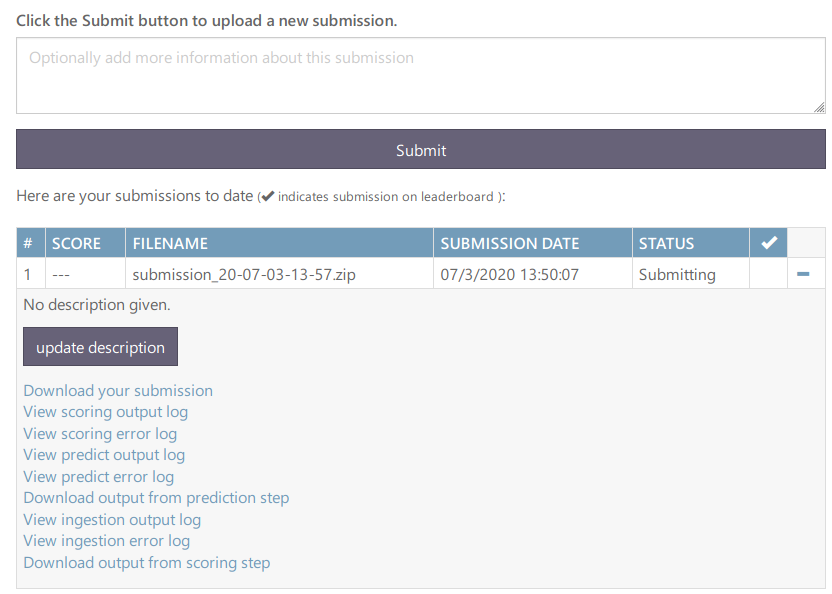 Click the Submit button to upload a new submission.
Optionally add more information about this submission
Submit
Here are your submissions to date (✔ indicates submission on leaderboard ):
# SCORE FILENAME SUBMISSION DATE STATUS ✔
1 --- submission_20-07-03-13-57.zip 07/3/2020 13:50:07 Submitting
No description given.
update description
Download your submission
View scoring output log
View scoring error log
View predict output log
View predict error log
Download output from prediction step
View ingestion output log
View ingestion error log
Download output from scoring step